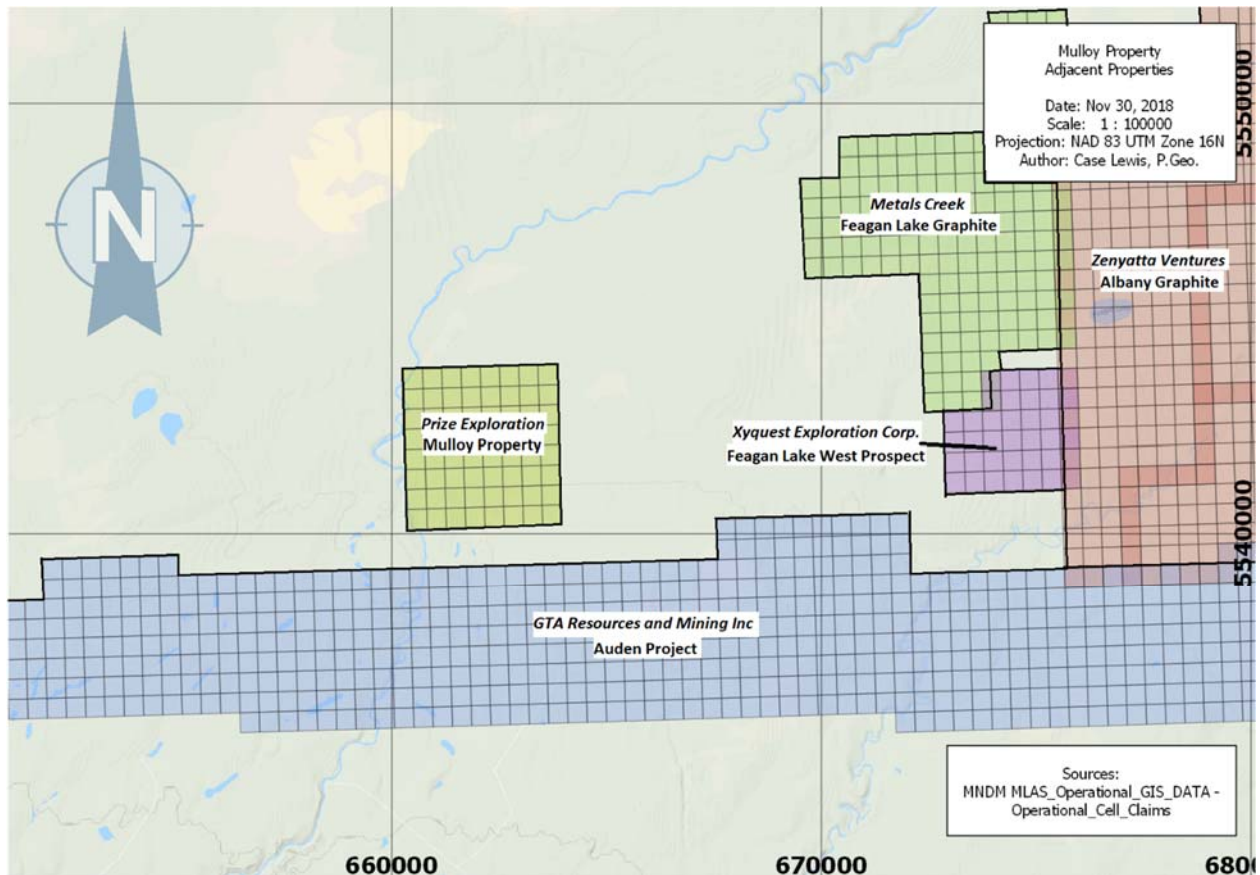 N
Mulloy Property
Adjacent Properties
Date: Nov 30, 2018
Scale: 1 : 100000
Projection: NAD 83 UTM Zone 16N
Author: Case Lewis, P.Geo.
5550000
Metals Creek
Feagan Lake Graphite
Zenyatta Ventures
Albany Graphite
Prize Exploration
Mulloy Property
Xyquest Exploration Corp.
Feagan Lake West Prospect
5540000
GTA Resources and Mining Inc
Auden Project
Sources:
MNDM MLAS_Operational_GIS_DATA -
Operational_Cell_Claims
660000
670000
6800